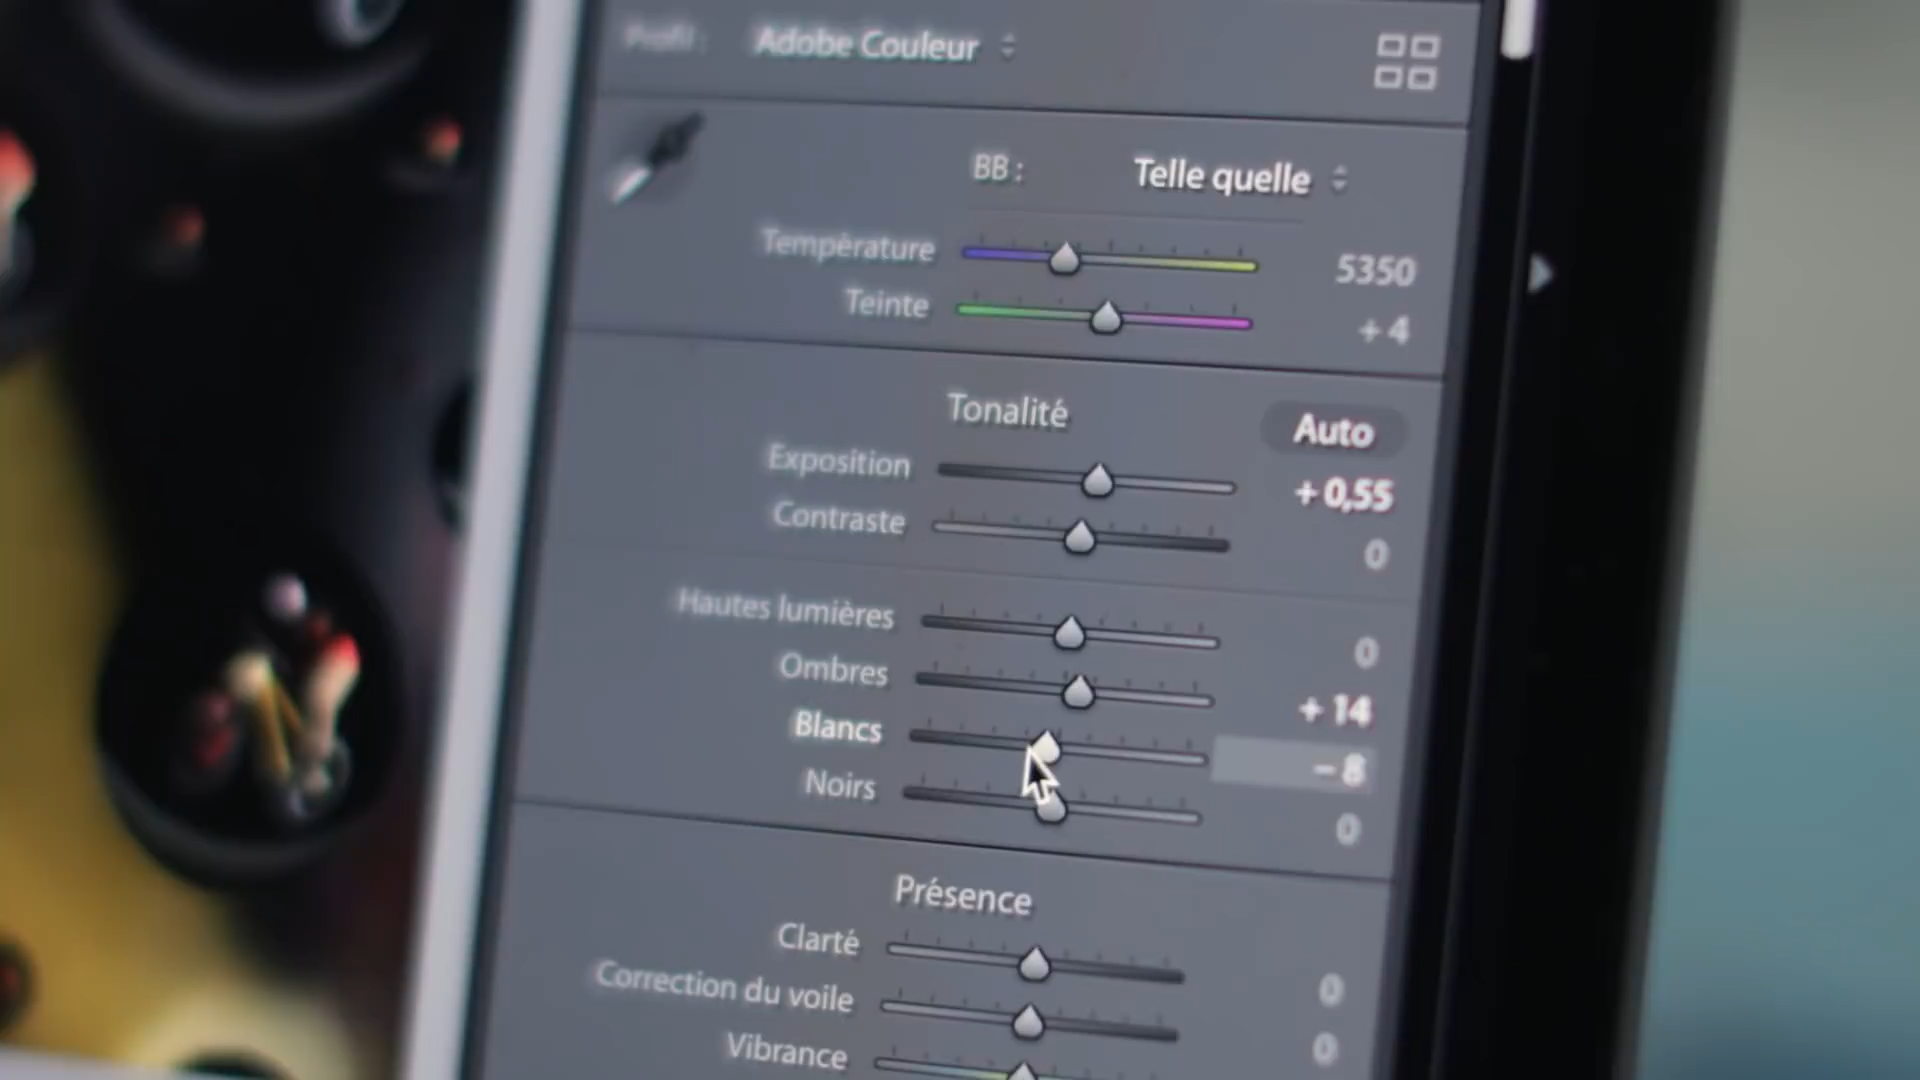 Profil : Adobe Couleur
BB : Telle quelle
Température 5350
Teinte + 4
Tonalité Auto
Exposition + 0,55
Contraste 0
Hautes lumières 0
Ombres + 14
Blancs – 8
Noirs 0
Présence
Clarté 0
Correction du voile 0
Vibrance